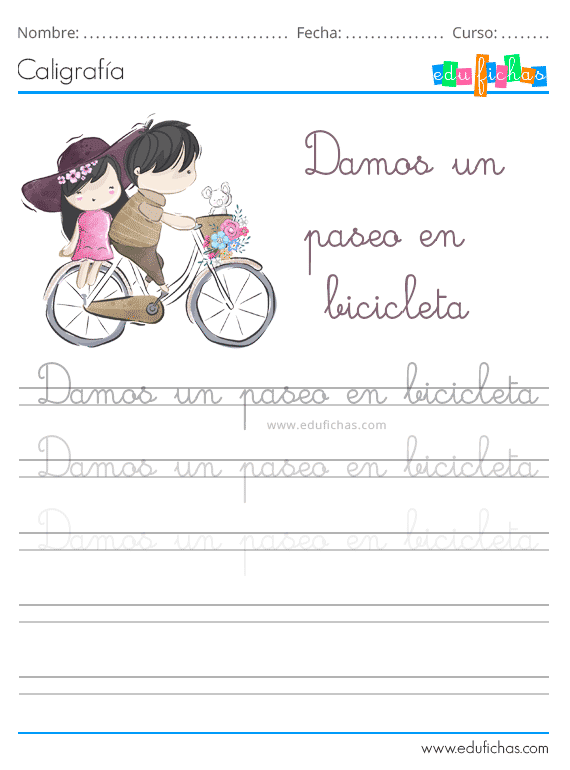 Nombre: ................................ Fecha: ................ Curso: ........
Caligrafía
edufichas
Damos un
paseo en
bicicleta
Damos un paseo en bicicleta
www.edufichas.com
Damos un paseo en bicicleta
Damos un paseo en bicicleta
www.edufichas.com